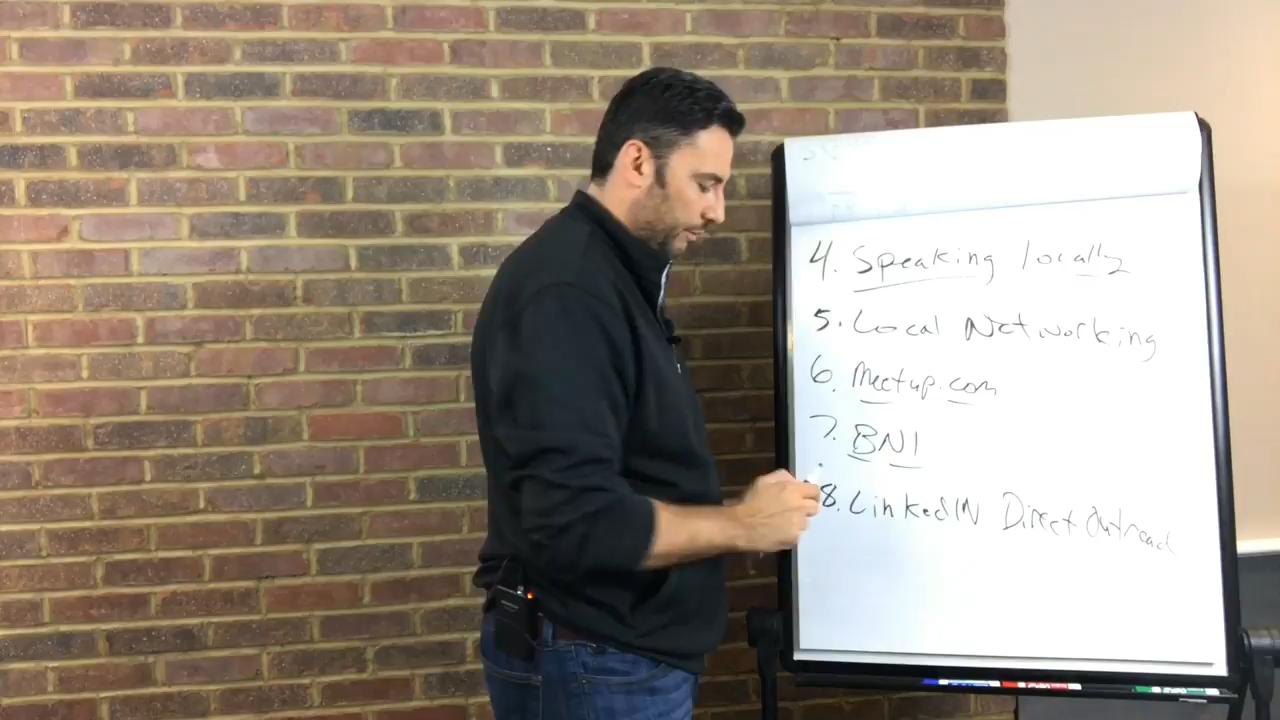 4. Speaking locally
5. Local Networking
6. Meetup.com
7. BNI
8. LinkedIN Direct Outreach